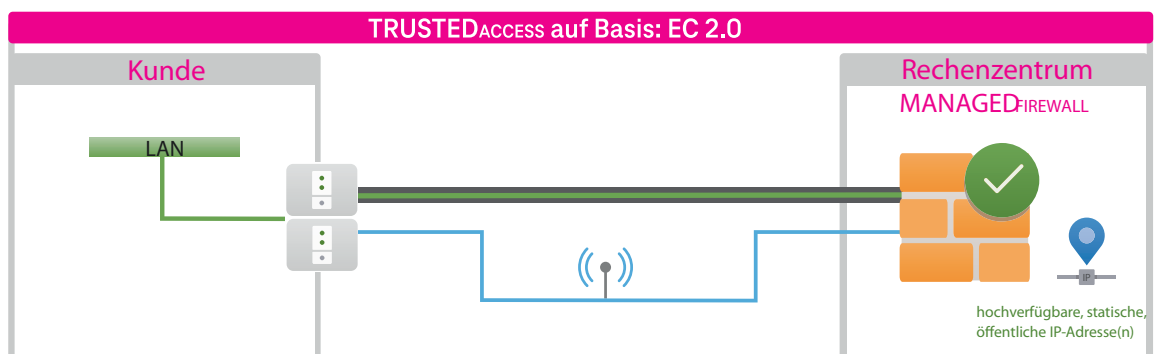 TRUSTEDACCESS auf Basis: EC 2.0
Kunde
Rechenzentrum
MANAGEDFIREWALL
LAN
IP
hochverfügbare, statische,
öffentliche IP-Adresse(n)